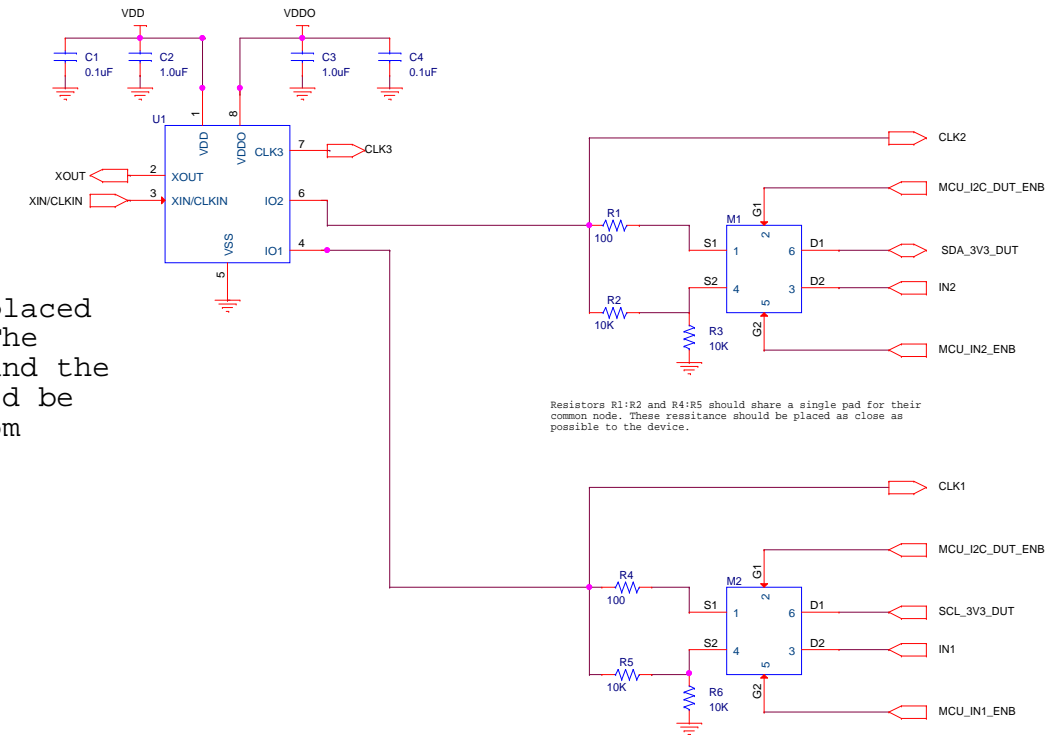 VDD
VDDO
C1
0.1uF
C2
1.0uF
C3
1.0uF
C4
0.1uF
U1
1
8
VDD
VDDO
CLK3
7
CLK3
XOUT
2
XOUT
XIN/CLKIN
3
XIN/CLKIN
IO2
6
IO1
4
VSS
5
laced
he
nd the
d be
m
CLK2
MCU_I2C_DUT_ENB
R1
100
M1
G1
2
S1
1
6
D1
SDA_3V3_DUT
S2
4
3
D2
IN2
R2
10K
5
G2
R3
10K
MCU_IN2_ENB
Resistors R1:R2 and R4:R5 should share a single pad for their
common node. These ressitance should be placed as close as
possible to the device.
CLK1
MCU_I2C_DUT_ENB
R4
100
M2
G1
2
S1
1
6
D1
SCL_3V3_DUT
S2
4
3
D2
IN1
R5
10K
5
G2
R6
10K
MCU_IN1_ENB